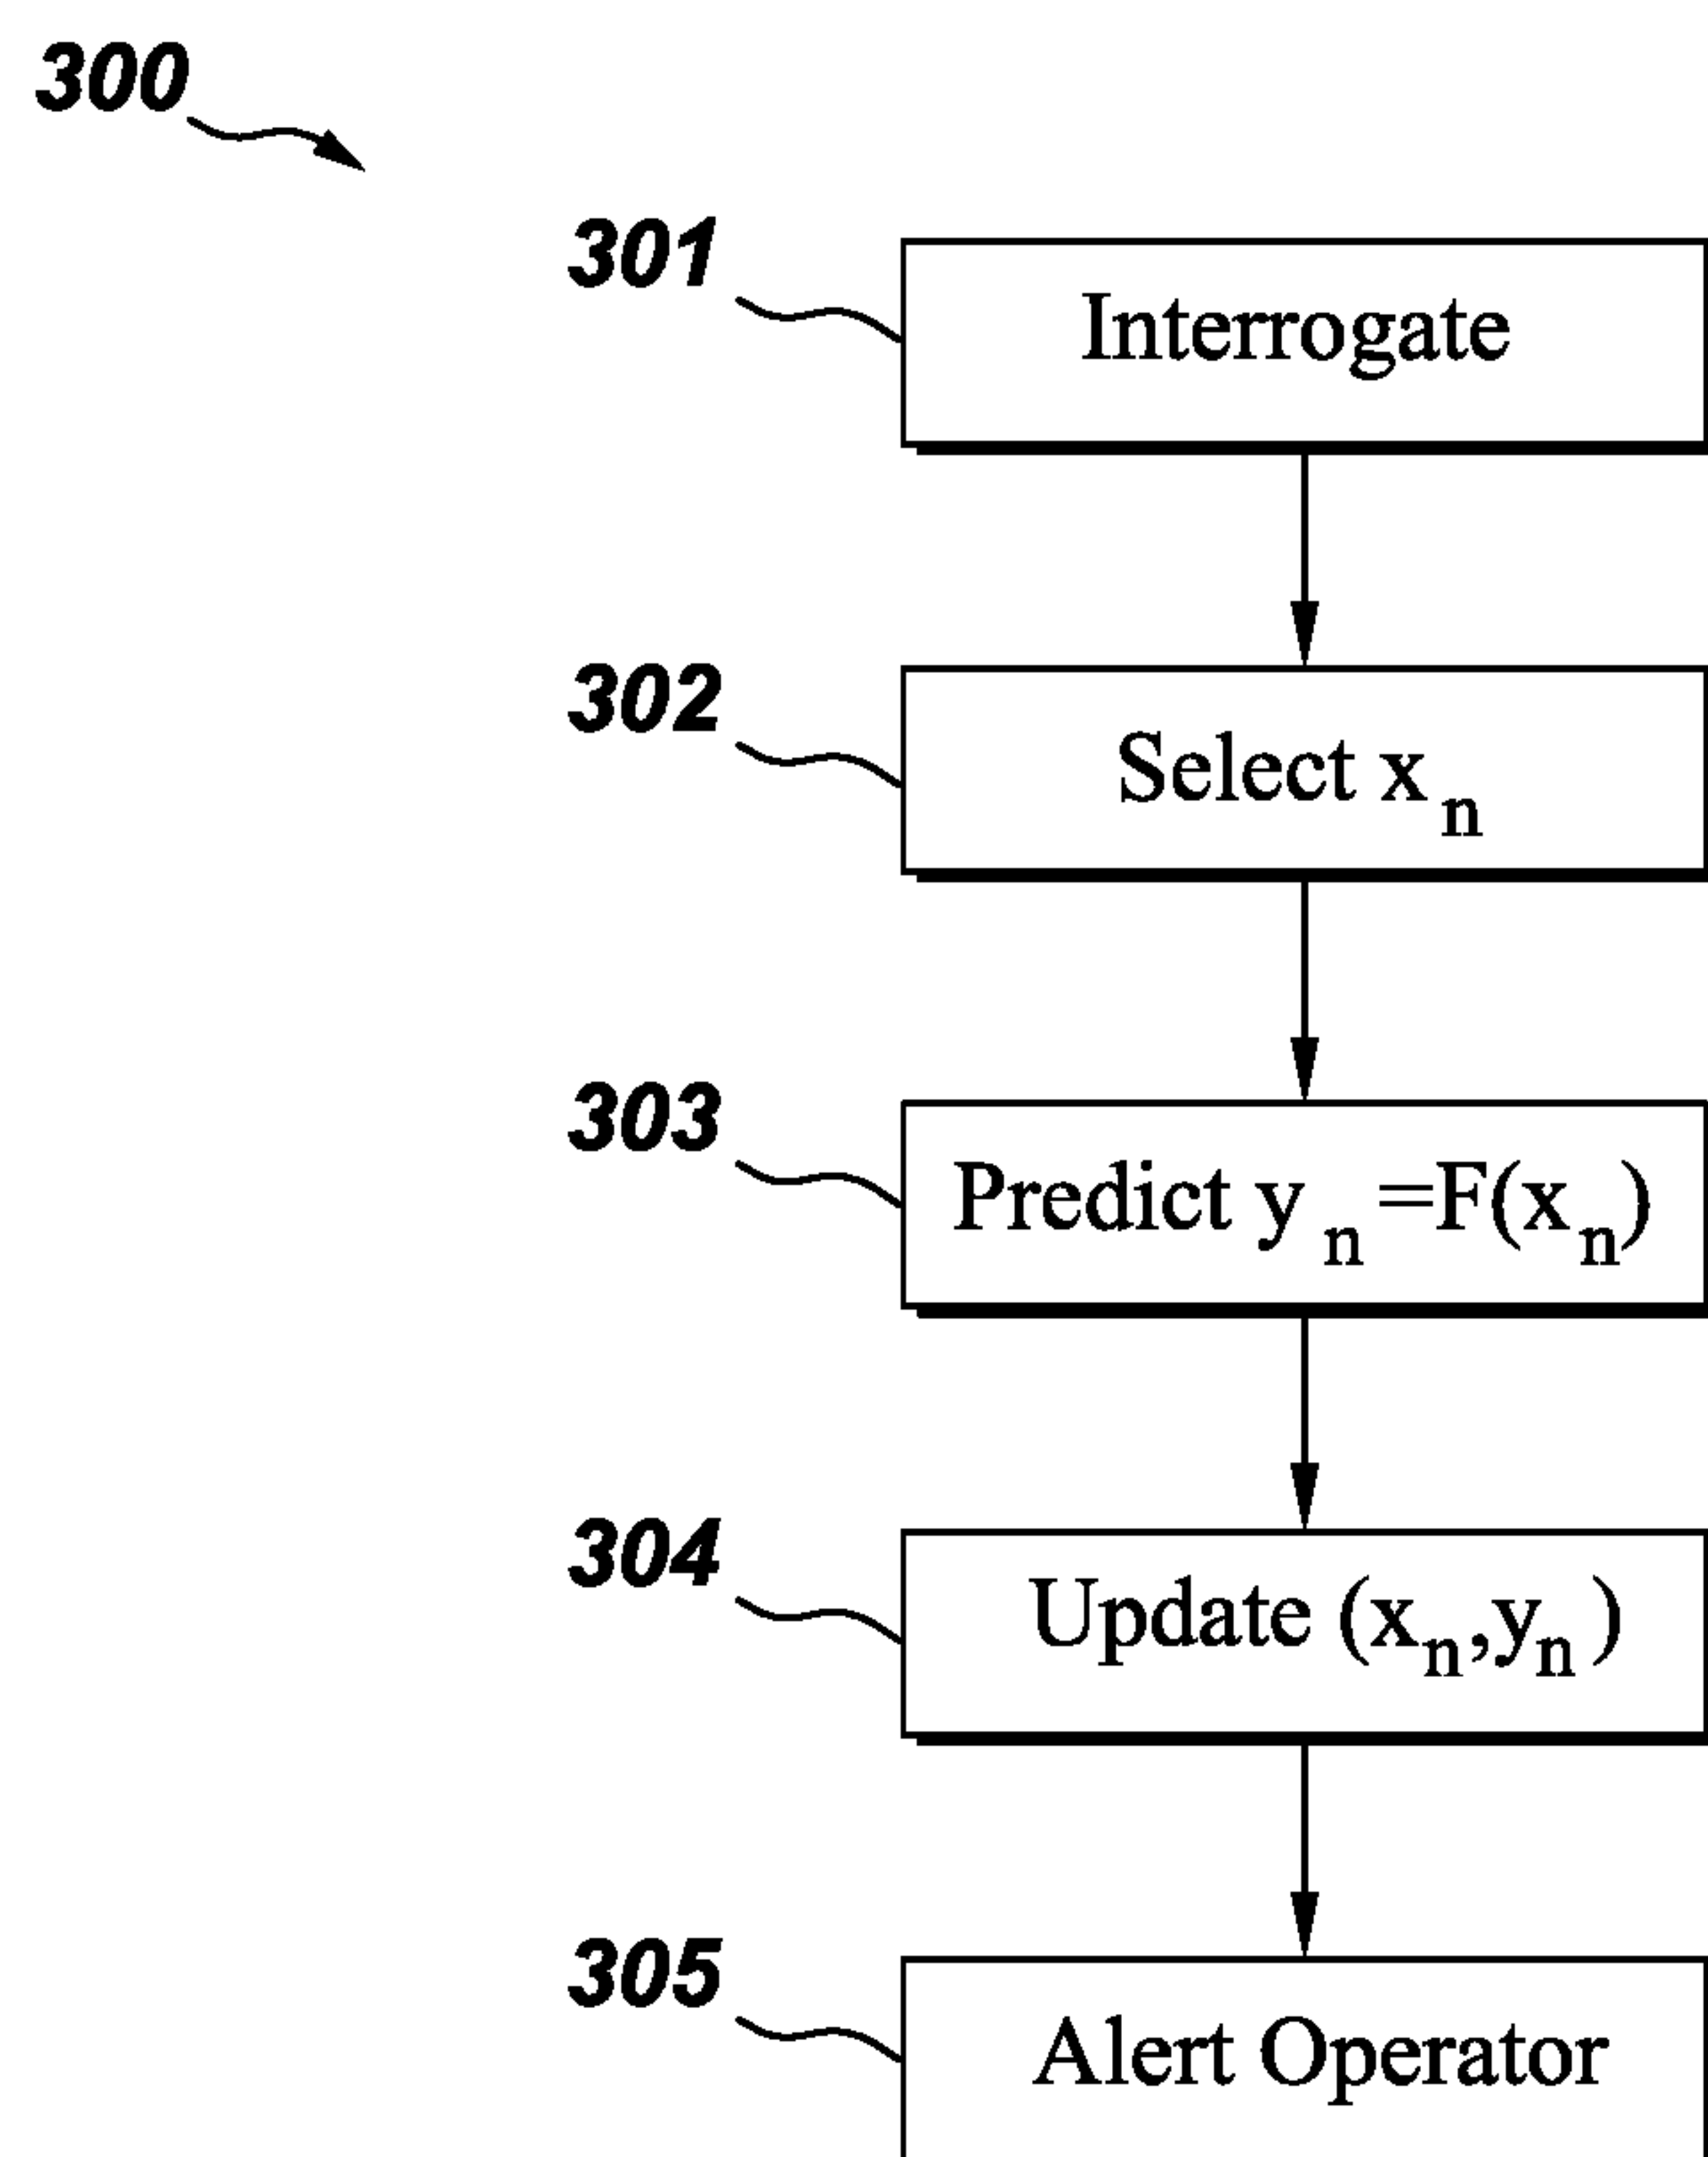 300
301
Interrogate
302
Select x n
303
Predict y n =F(x n)
304
Update (x n,y n )
305
Alert Operator